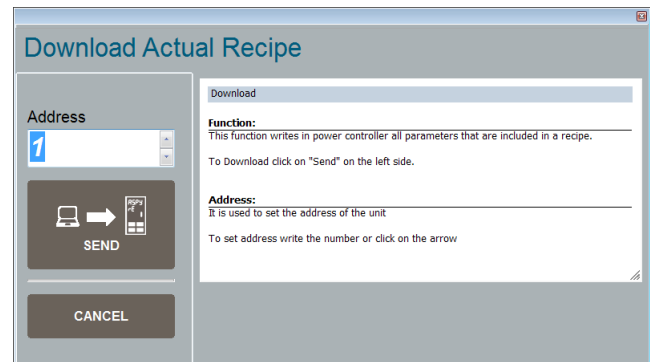 Download Actual Recipe
Address
1
SEND
CANCEL
Download
Function:
This function writes in power controller all parameters that are included in a recipe.
To Download click on "Send" on the left side.
Address:
It is used to set the address of the unit
To set address write the number or click on the arrow